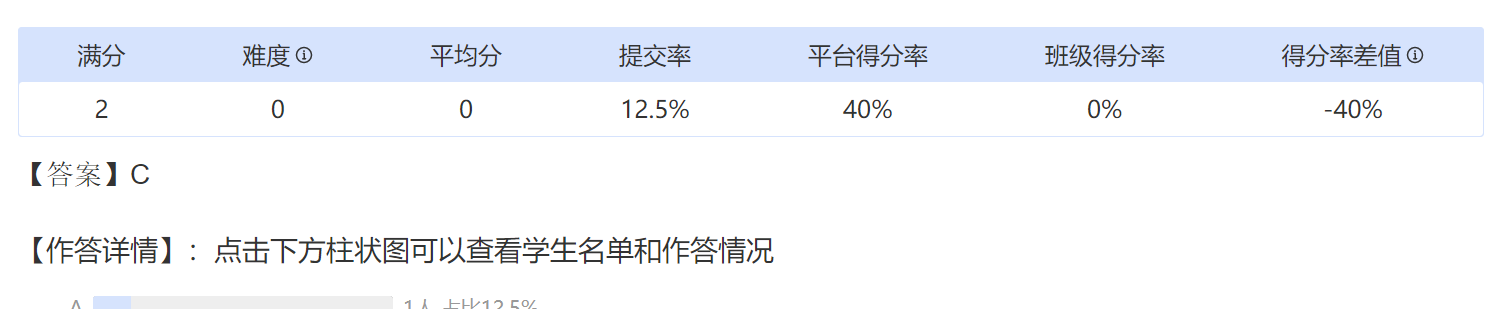 满分 难度 平均分 提交率 平台得分率 班级得分率 得分率差值
2 0 0 12.5% 40% 0% -40%
【答案】C
【作答详情】：点击下方柱状图可以查看学生名单和作答情况
A 1人 占比12.5%